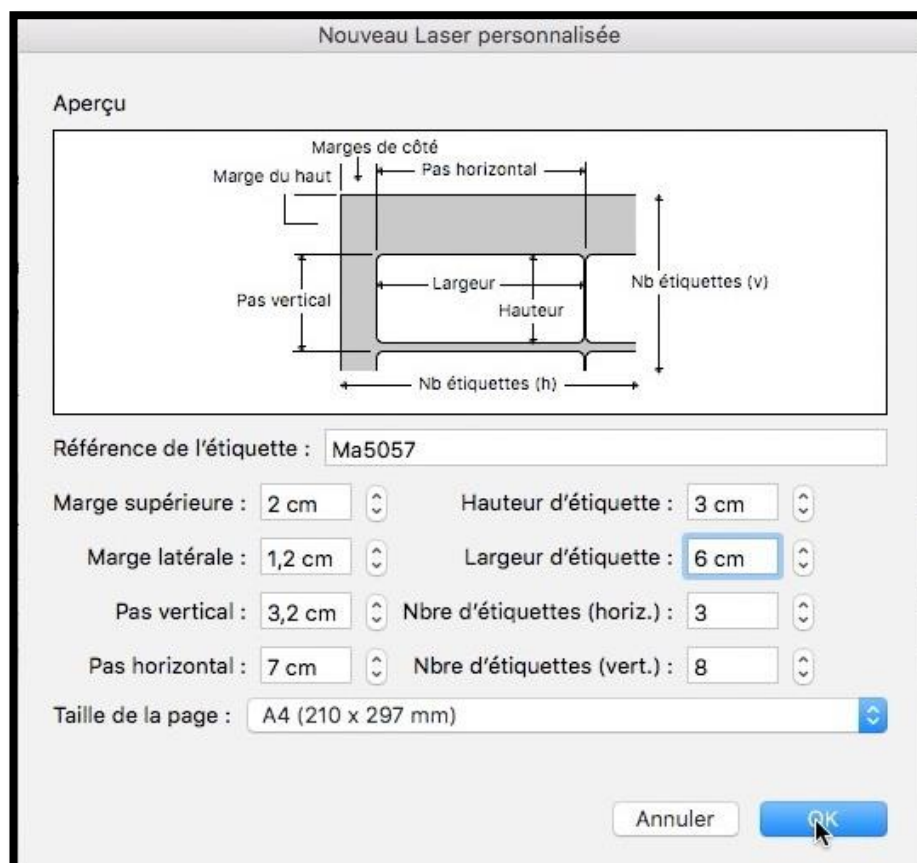 Nouveau Laser personnalisée
Aperçu
Marges de côté
Marge du haut
Pas horizontal
Largeur
Nb étiquettes (v)
Pas vertical
Hauteur
Nb étiquettes (h)
Référence de l'étiquette : Ma5057
Marge supérieure : 2 cm Hauteur d'étiquette : 3 cm
Marge latérale : 1,2 cm Largeur d'étiquette : 6 cm
Pas vertical : 3,2 cm Nbre d'étiquettes (horiz.) : 3
Pas horizontal : 7 cm Nbre d'étiquettes (vert.) : 8
Taille de la page : A4 (210 x 297 mm)
Annuler OK